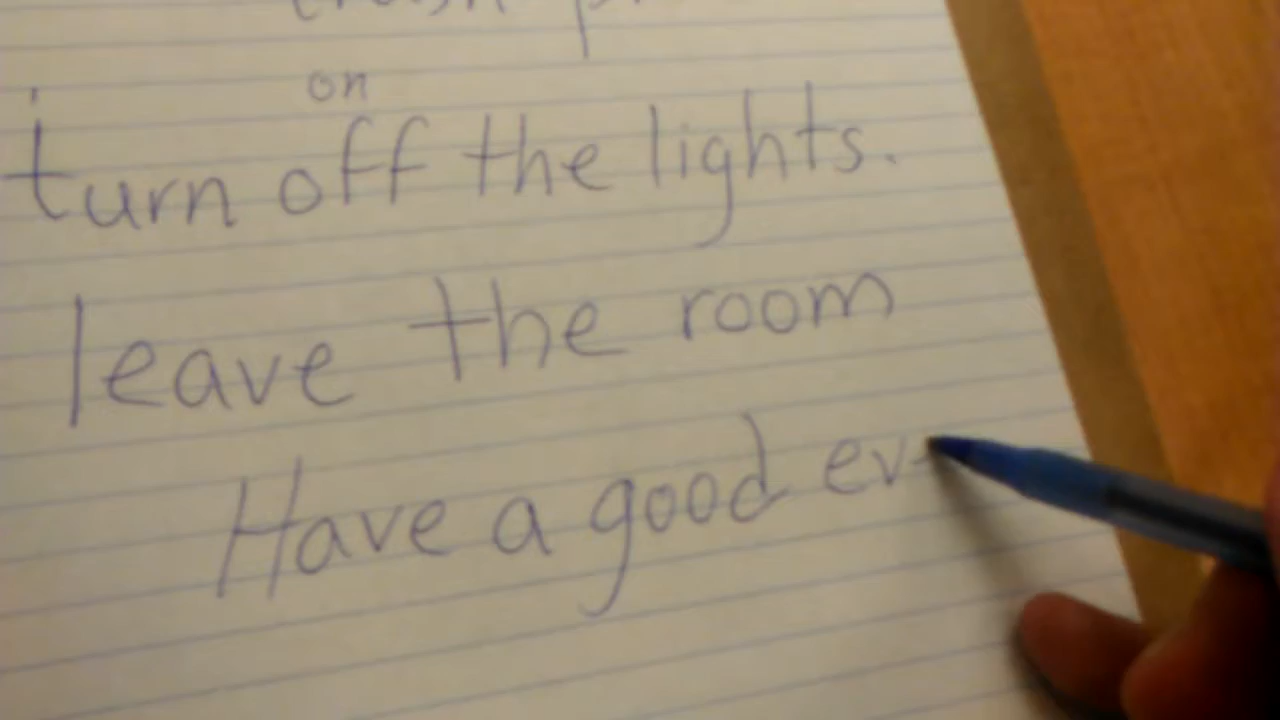 on
turn off the lights.
leave the room
Have a good ev